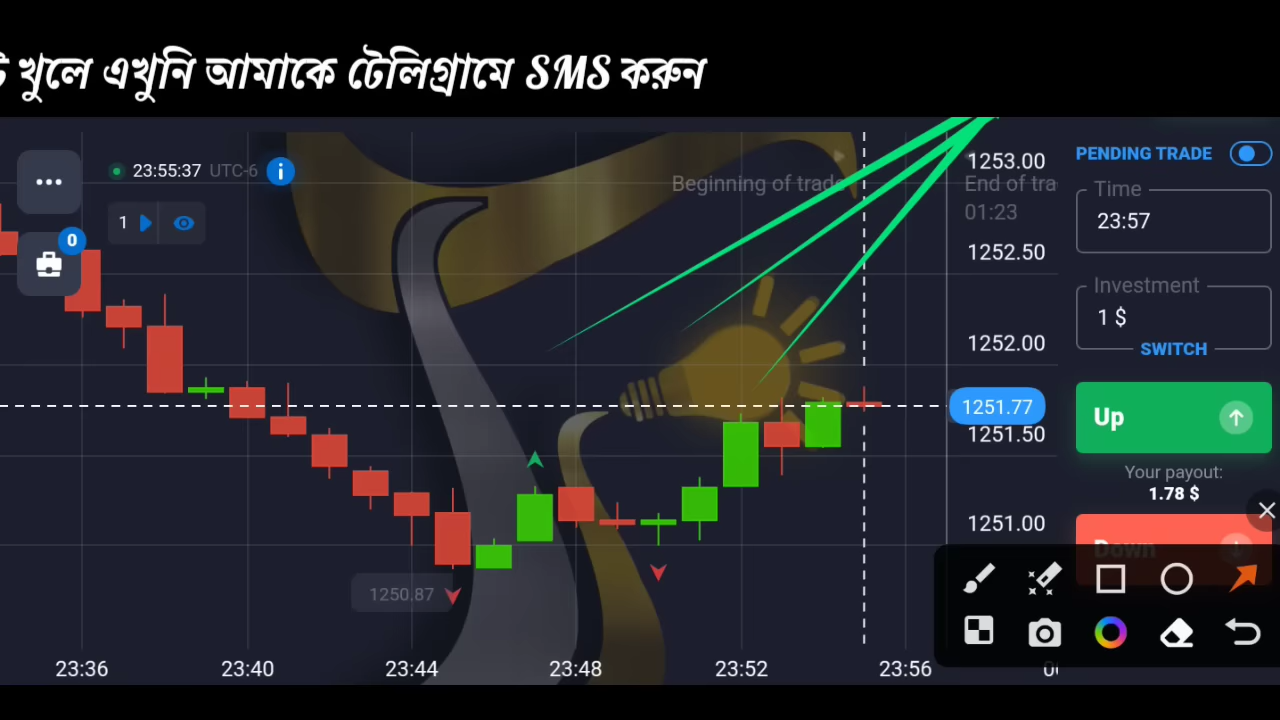 খুলে এখুনি আমাকে টেলিগ্রামে SMS করুন
23:55:37 UTC-6
1
0
Beginning of trade
End of tra
01:23
1253.00
1252.50
1252.00
1251.77
1251.50
1251.00
1250.87
23:36 23:40 23:44 23:48 23:52 23:56
PENDING TRADE
Time
23:57
Investment
1 $
SWITCH
Up
Your payout:
1.78 $
Down